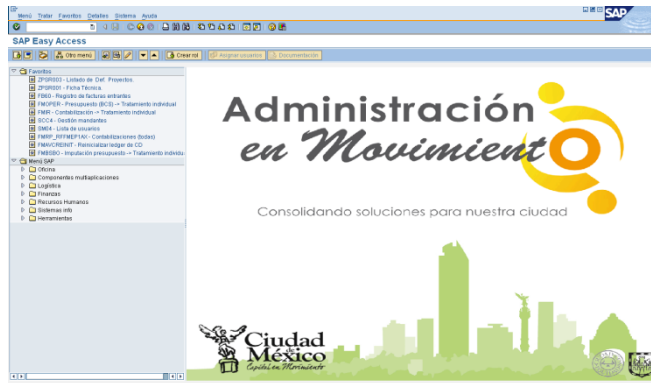 Menú Tratar Favoritos Detalles Sistema Ayuda
SAP
SAP Easy Access
Otro menú Crear rol Asignar usuarios Documentación
Favoritos
ZPSR003 - Listado de Def. Proyectos.
ZPSR001 - Ficha Técnica.
FB60 - Registro de facturas entrantes
FMOPER - Presupuesto (BCS) -> Tratamiento individual
FMIR - Contabilización -> Tratamiento individual
SCC4 - Gestión mandantes
SM04 - Lista de usuarios
FMRP_RFFMEP1AX - Contabilizaciones (todas)
FMAVCREINIT - Reinicializar ledger de CD
FMBSBO - Imputación presupuesto -> Tratamiento individu
Menú SAP
Oficina
Componentes multiaplicaciones
Logística
Finanzas
Recursos Humanos
Sistemas info
Herramientas
Administración
en Movimiento
Consolidando soluciones para nuestra ciudad
Ciudad
de
México
Capital en Movimiento